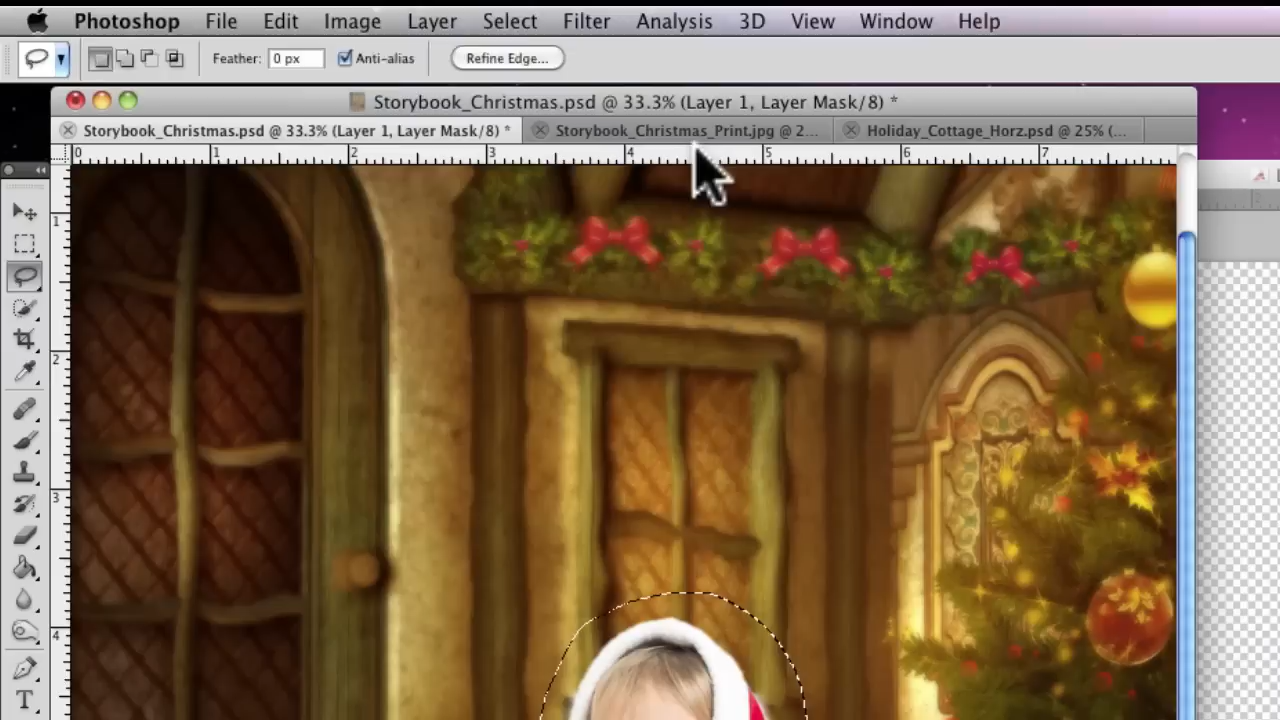 Photoshop File Edit Image Layer Select Filter Analysis 3D View Window Help
Feather: 0 px Anti-alias Refine Edge...
Storybook_Christmas.psd @ 33.3% (Layer 1, Layer Mask/8) *
Storybook_Christmas.psd @ 33.3% (Layer 1, Layer Mask/8) * Storybook_Christmas_Print.jpg @ 2... Holiday_Cottage_Horz.psd @ 25% (...
0 1 2 3 4 5 6 7
1
2
3
4
T